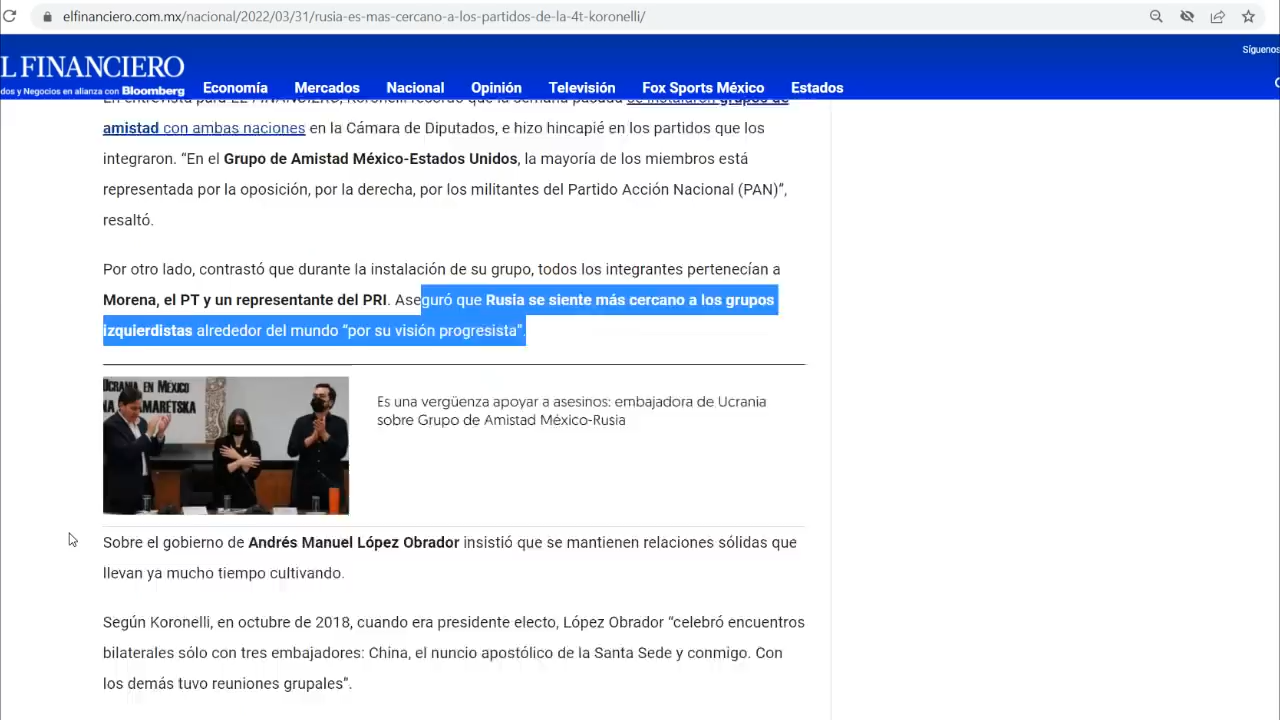 elfinanciero.com.mx/nacional/2022/03/31/rusia-es-mas-cercano-a-los-partidos-de-la-4t-koronelli/
L FINANCIERO
Síguenos
dos y Negocios en alianza con Bloomberg
Economía Mercados Nacional Opinión Televisión Fox Sports México Estados
En entrevista para EL FINANCIERO, Koronelli recordó que la semana pasada se instalaron grupos de
amistad con ambas naciones en la Cámara de Diputados, e hizo hincapié en los partidos que los
integraron. “En el Grupo de Amistad México-Estados Unidos, la mayoría de los miembros está
representada por la oposición, por la derecha, por los militantes del Partido Acción Nacional (PAN)”,
resaltó.
Por otro lado, contrastó que durante la instalación de su grupo, todos los integrantes pertenecían a
Morena, el PT y un representante del PRI. Aseguró que Rusia se siente más cercano a los grupos
izquierdistas alrededor del mundo “por su visión progresista”.
UCRANIA EN MÉXICO
NA AMARÉTSKA
Es una vergüenza apoyar a asesinos: embajadora de Ucrania
sobre Grupo de Amistad México-Rusia
Sobre el gobierno de Andrés Manuel López Obrador insistió que se mantienen relaciones sólidas que
llevan ya mucho tiempo cultivando.
Según Koronelli, en octubre de 2018, cuando era presidente electo, López Obrador “celebró encuentros
bilaterales sólo con tres embajadores: China, el nuncio apostólico de la Santa Sede y conmigo. Con
los demás tuvo reuniones grupales”.